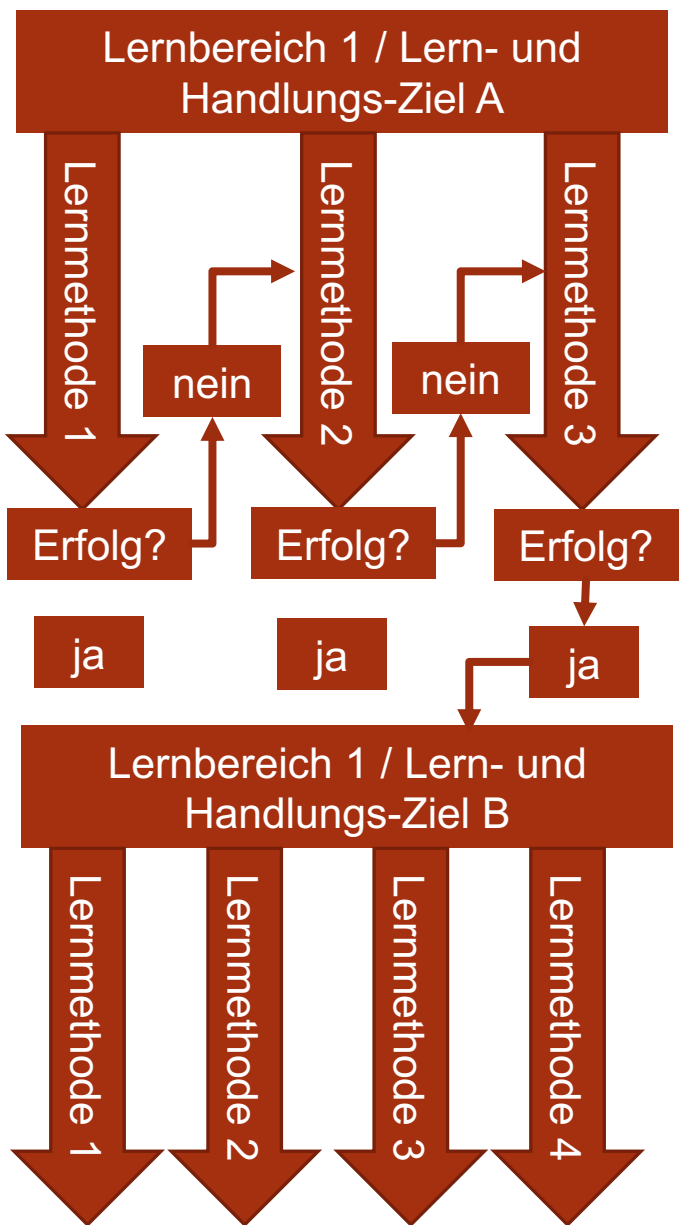 Lernbereich 1 / Lern- und
Handlungs-Ziel A
Lernmethode 1
Lernmethode 2
Lernmethode 3
nein
nein
Erfolg?
Erfolg?
Erfolg?
ja
ja
ja
Lernbereich 1 / Lern- und
Handlungs-Ziel B
Lernmethode 1
Lernmethode 2
Lernmethode 3
Lernmethode 4